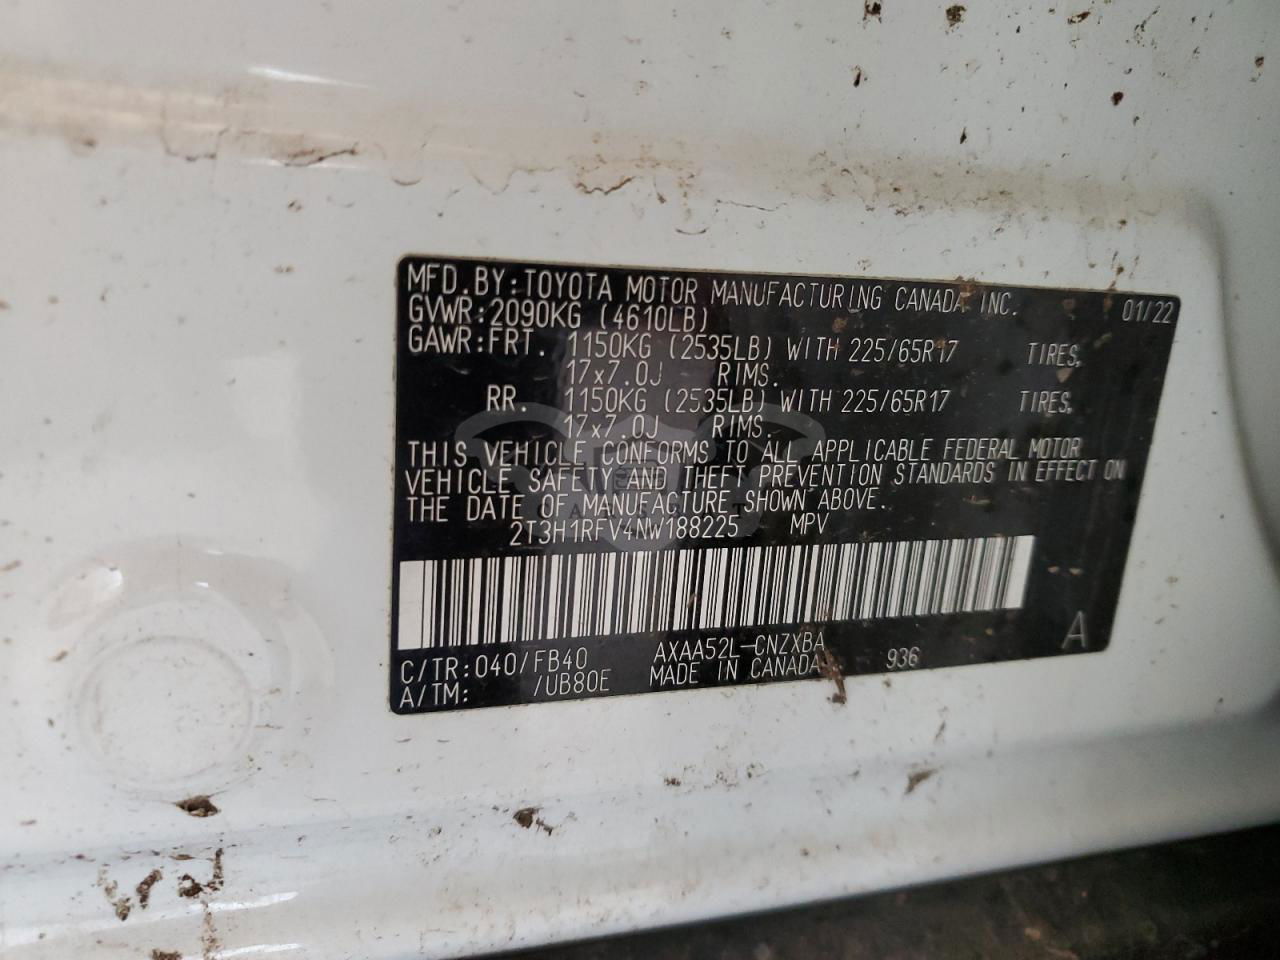 MFD.BY:TOYOTA MOTOR MANUFACTURING CANADA INC. 01/22
GVWR:2090KG (4610LB)
GAWR:FRT. 1150KG (2535LB) WITH 225/65R17 TIRES,
17x7.0J RIMS.
RR. 1150KG (2535LB) WITH 225/65R17 TIRES,
17x7.0J RIMS.
THIS VEHICLE CONFORMS TO ALL APPLICABLE FEDERAL MOTOR
VEHICLE SAFETY AND THEFT PREVENTION STANDARDS IN EFFECT ON
THE DATE OF MANUFACTURE SHOWN ABOVE.
2T3H1RFV4NW188225 MPV
AXAA52L-CNZXBA A
C/TR:040/FB40 MADE IN CANADA 936
A/TM: /UB80E